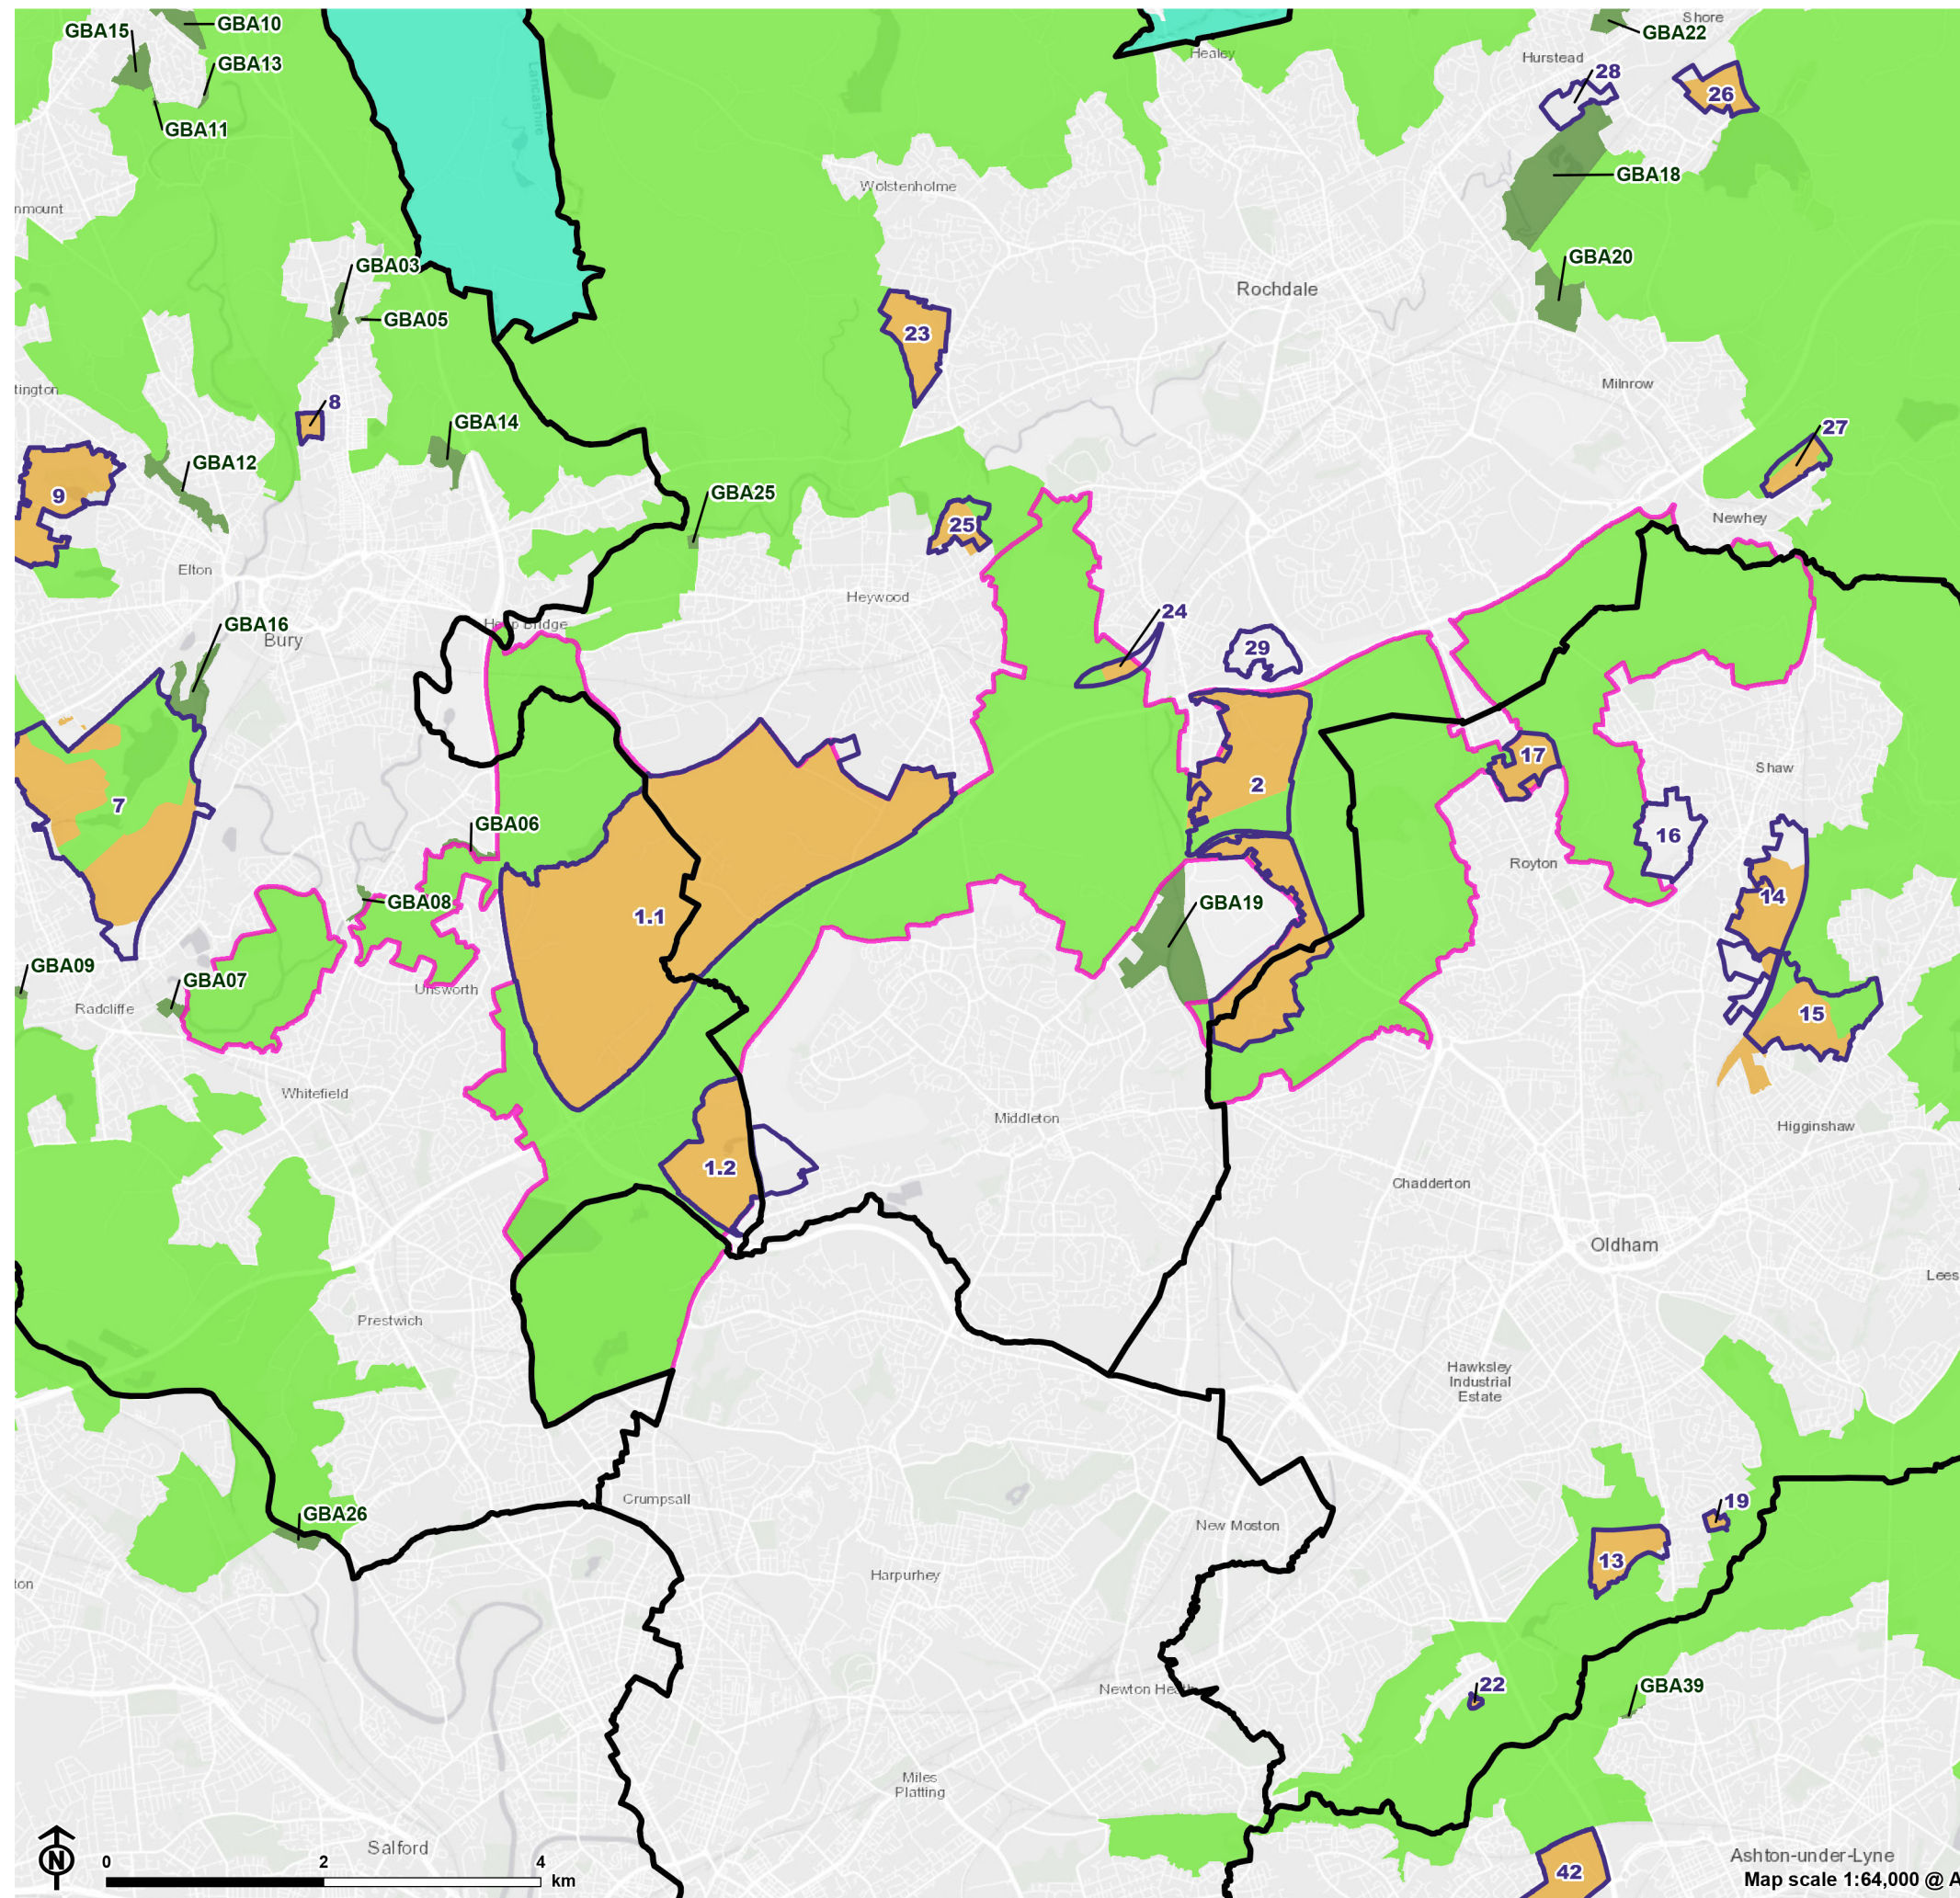 GBA10
Shore
GBA15
GBA22
GBA13
Healey
Hurstead
28
26
Lancashire
GBA11
GBA18
Wolstenholme
nmount
GBA20
GBA03
Rochdale
GBA05
23
tington
Milnrow
8
GBA14
27
GBA12
9
GBA25
Newhey
25
Elton
Heywood
24
GBA16
Bury
29
17
Shaw
2
7
GBA06
16
Royton
14
GBA08
GBA19
1.1
GBA09
GBA07
Unsworth
Radcliffe
15
Whitefield
Middleton
Higginshaw
1.2
Chadderton
Oldham
Lees
Prestwich
Hawksley
Industrial
Estate
Crumpsall
19
GBA26
New Moston
13
Harpurhey
ton
22
GBA39
Newton Heath
Miles
Platting
Salford
Ashton-under-Lyne
N
0 2 4
km
42
Map scale 1:64,000 @ A